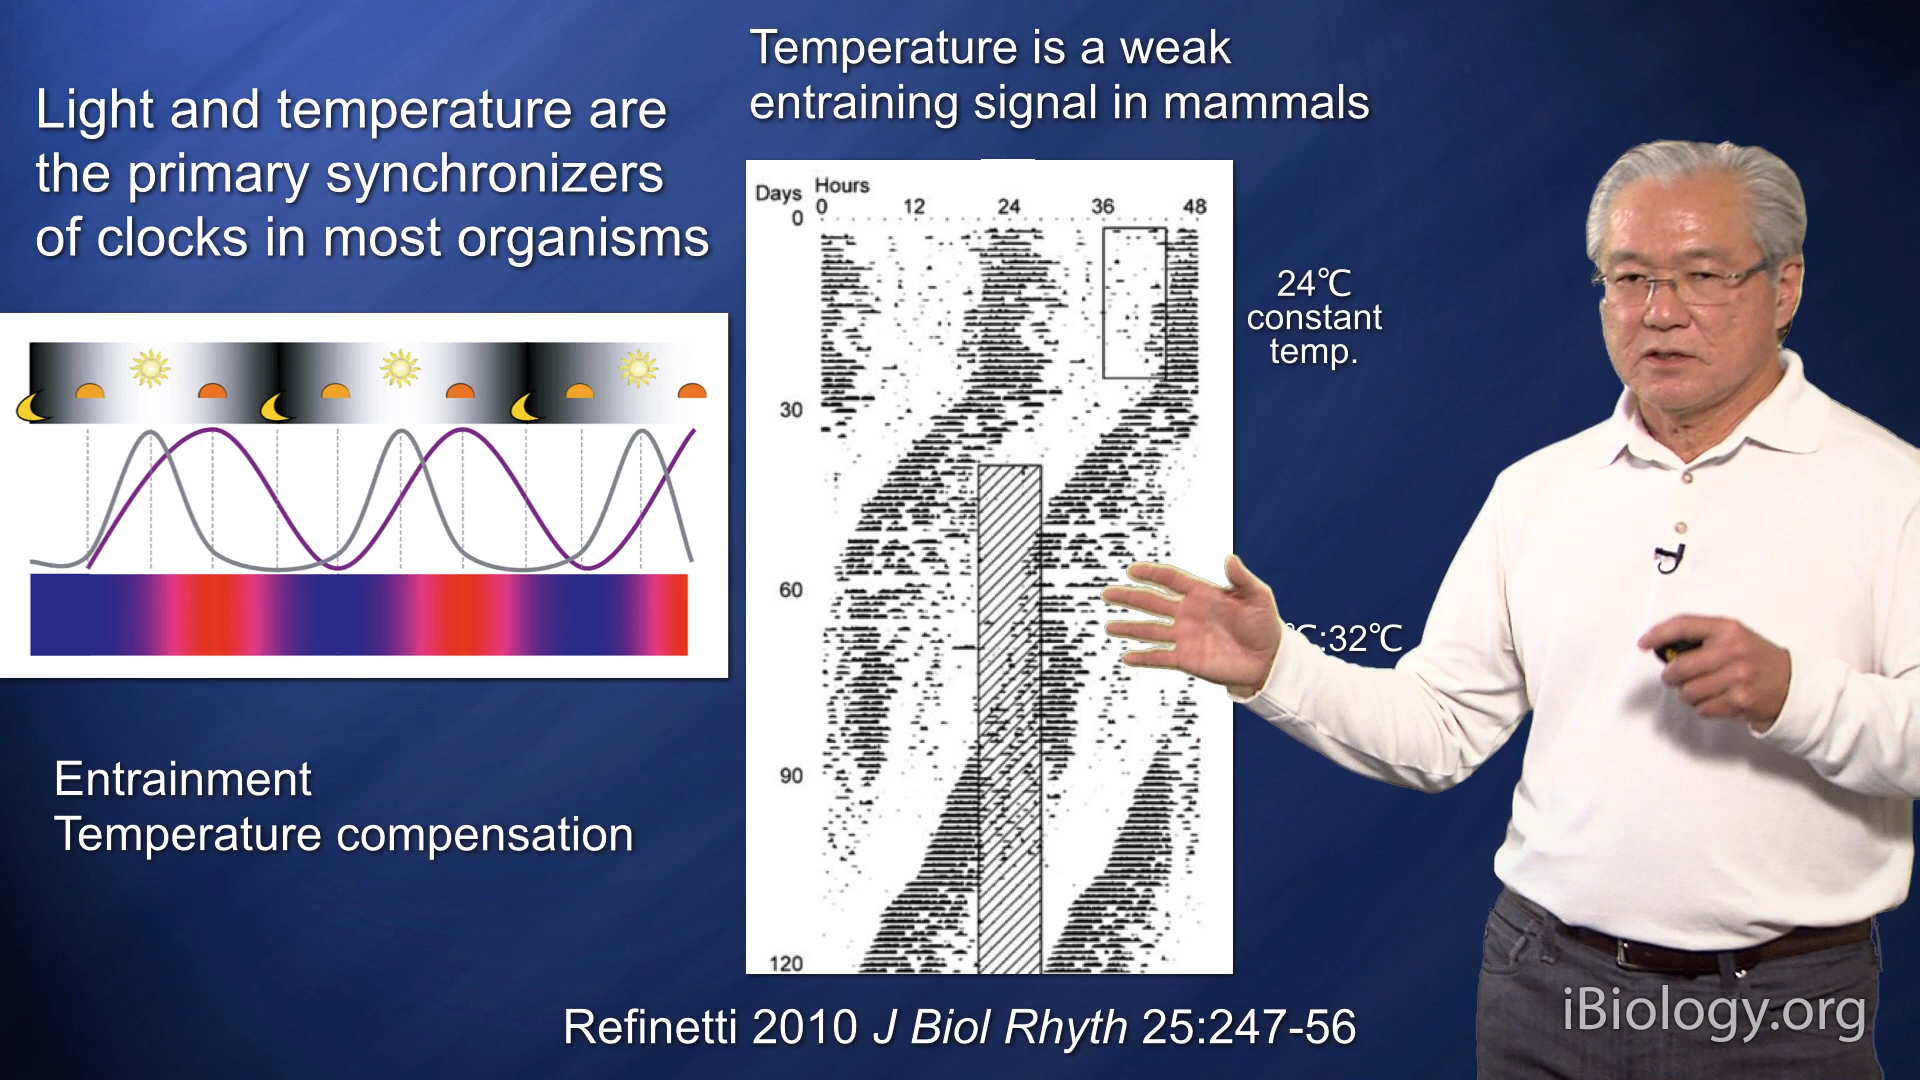 Light and temperature are
the primary synchronizers
of clocks in most organisms
Entrainment
Temperature compensation
Temperature is a weak
entraining signal in mammals
Days
Hours
0 12 24 36 48
0
30
60
90
120
24℃
constant
temp.
℃:32℃
Refinetti 2010 J Biol Rhyth 25:247-56
iBiology.org